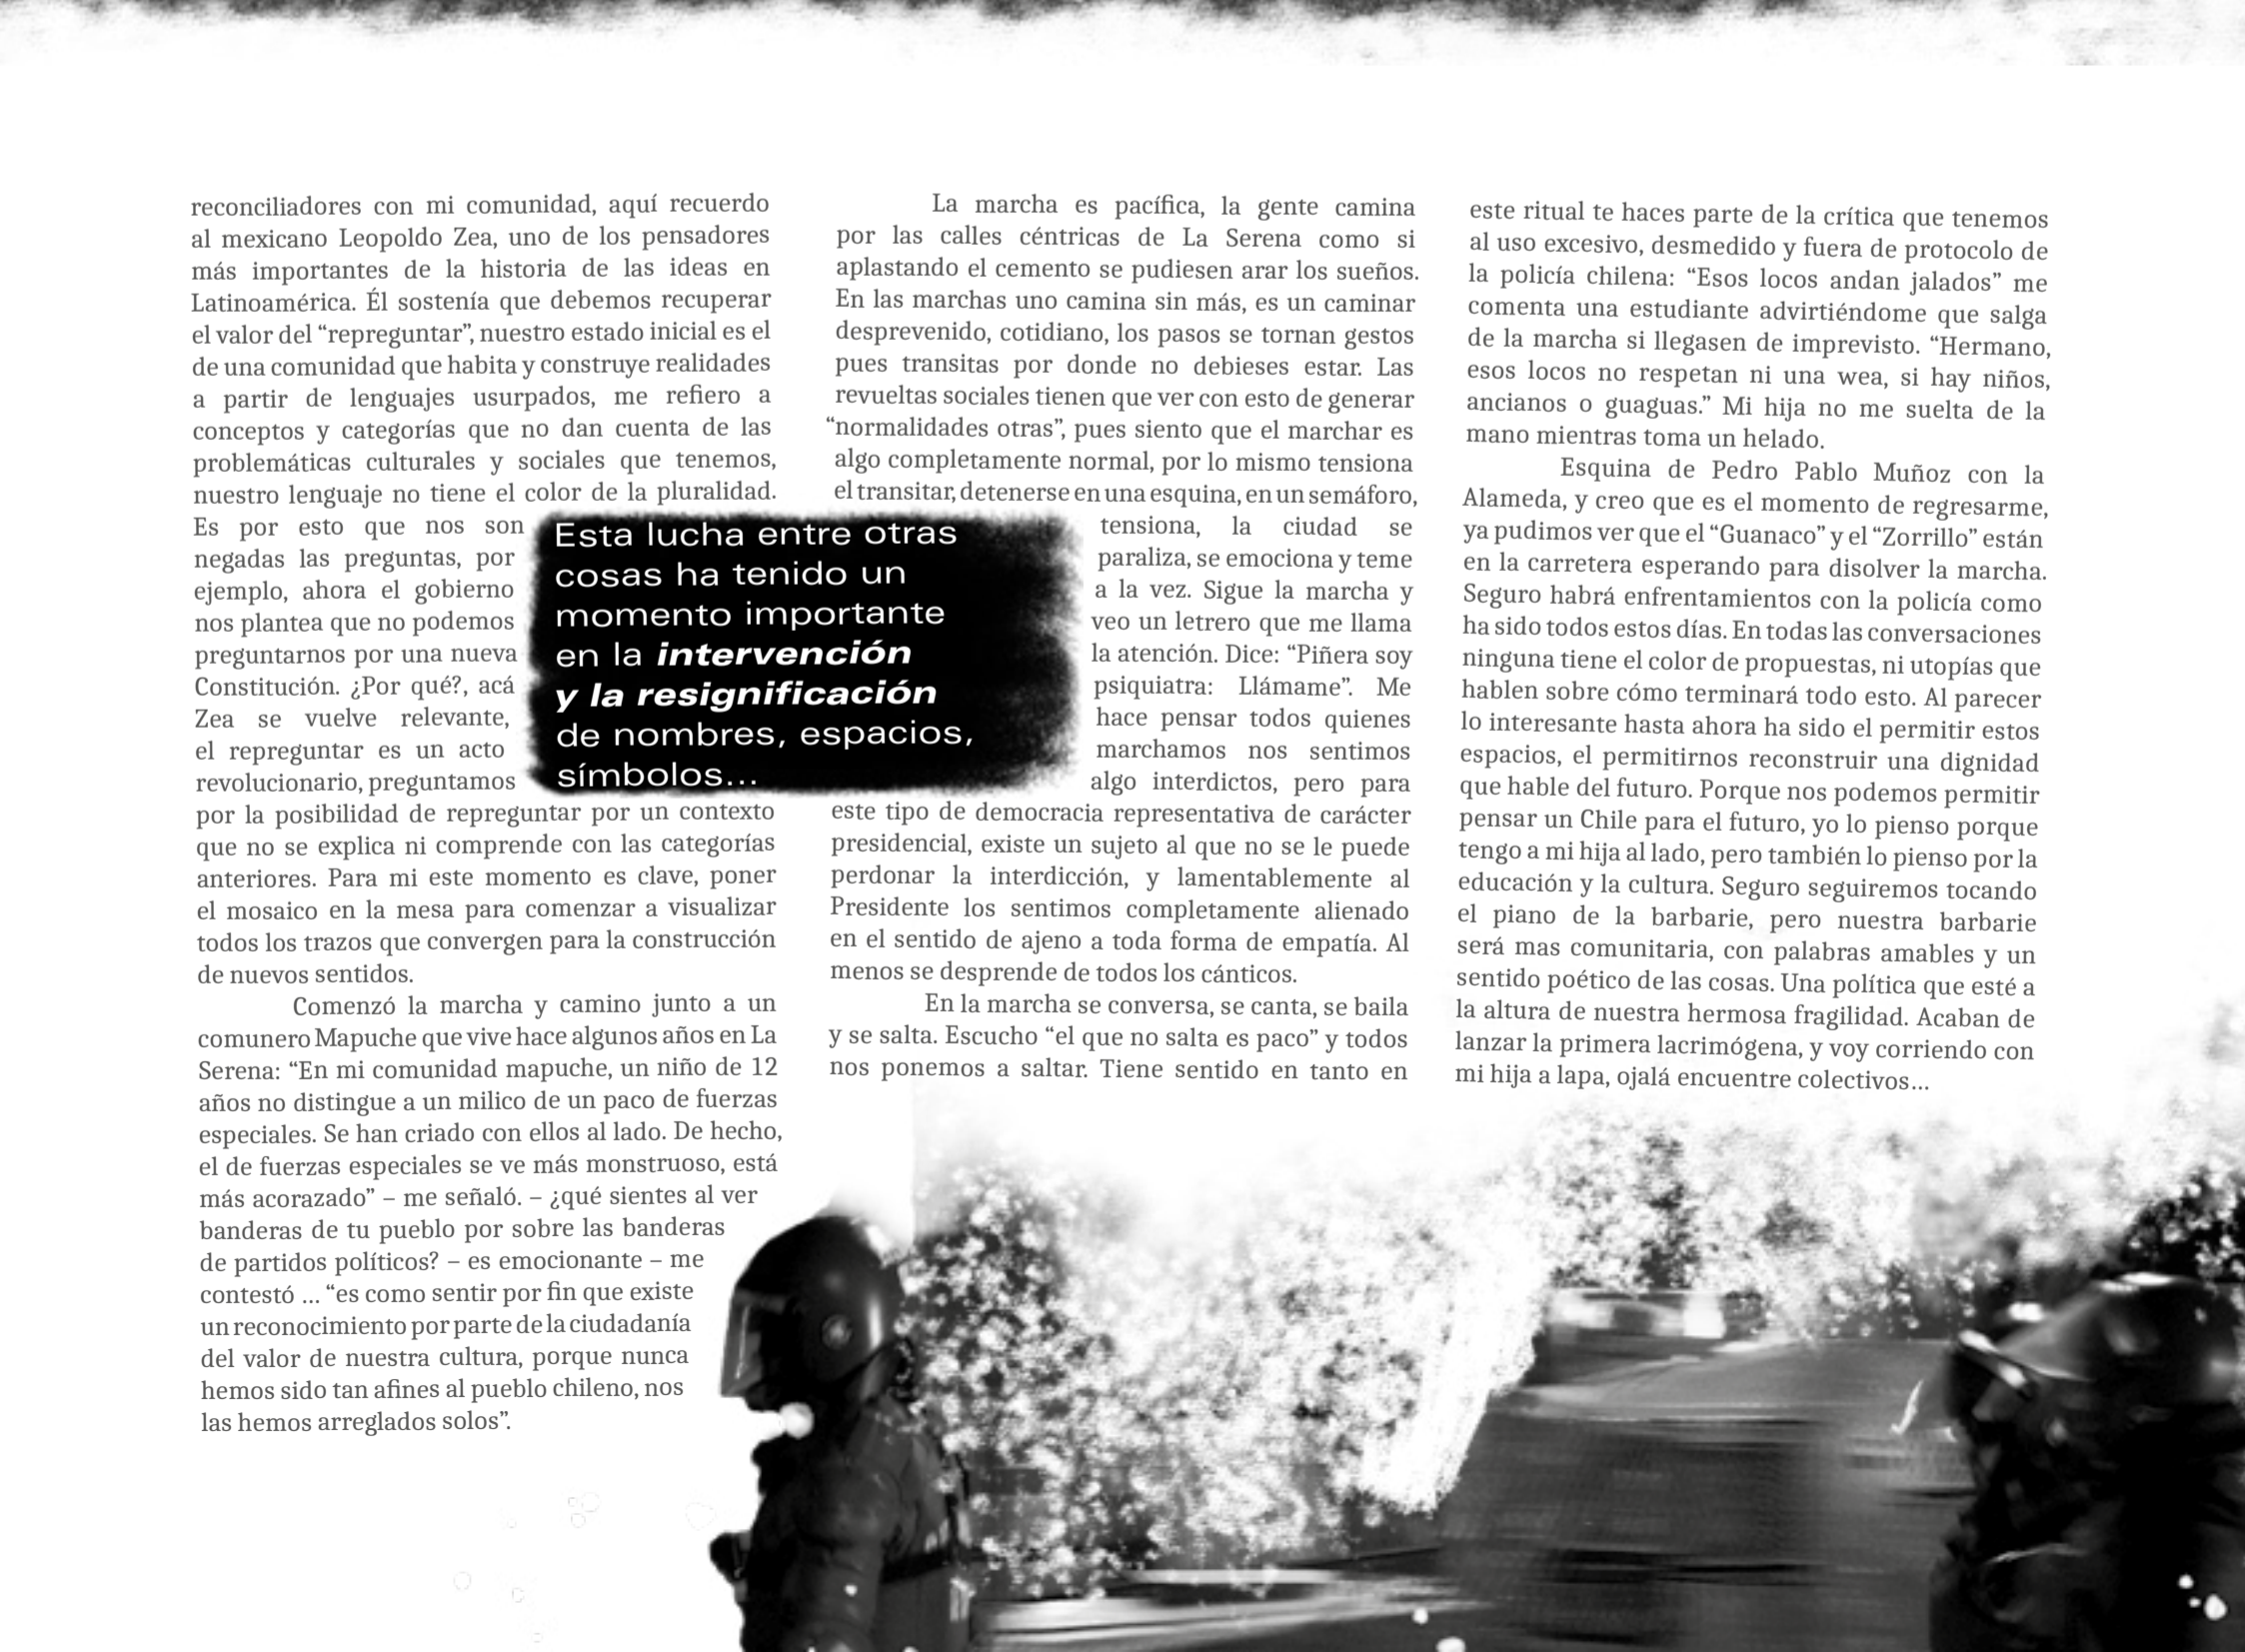 reconciliadores con mi comunidad, aquí recuerdo
al mexicano Leopoldo Zea, uno de los pensadores
más importantes de la historia de las ideas en
Latinoamérica. Él sostenía que debemos recuperar
el valor del “repreguntar”, nuestro estado inicial es el
de una comunidad que habita y construye realidades
a partir de lenguajes usurpados, me refiero a
conceptos y categorías que no dan cuenta de las
problemáticas culturales y sociales que tenemos,
nuestro lenguaje no tiene el color de la pluralidad.
Es por esto que nos son
negadas las preguntas, por
ejemplo, ahora el gobierno
nos plantea que no podemos
preguntarnos por una nueva
Constitución. ¿Por qué?, acá
Zea se vuelve relevante,
el repreguntar es un acto
revolucionario, preguntamos
por la posibilidad de repreguntar por un contexto
que no se explica ni comprende con las categorías
anteriores. Para mi este momento es clave, poner
el mosaico en la mesa para comenzar a visualizar
todos los trazos que convergen para la construcción
de nuevos sentidos.
Comenzó la marcha y camino junto a un
comunero Mapuche que vive hace algunos años en La
Serena: “En mi comunidad mapuche, un niño de 12
años no distingue a un milico de un paco de fuerzas
especiales. Se han criado con ellos al lado. De hecho,
el de fuerzas especiales se ve más monstruoso, está
más acorazado” – me señaló. – ¿qué sientes al ver
banderas de tu pueblo por sobre las banderas
de partidos políticos? – es emocionante – me
contestó ... “es como sentir por fin que existe
un reconocimiento por parte de la ciudadanía
del valor de nuestra cultura, porque nunca
hemos sido tan afines al pueblo chileno, nos
las hemos arreglados solos”.
Esta lucha entre otras
cosas ha tenido un
momento importante
en la intervención
y la resignificación
de nombres, espacios,
símbolos...
La marcha es pacífica, la gente camina
por las calles céntricas de La Serena como si
aplastando el cemento se pudiesen arar los sueños.
En las marchas uno camina sin más, es un caminar
desprevenido, cotidiano, los pasos se tornan gestos
pues transitas por donde no debieses estar. Las
revueltas sociales tienen que ver con esto de generar
“normalidades otras”, pues siento que el marchar es
algo completamente normal, por lo mismo tensiona
el transitar, detenerse en una esquina, en un semáforo,
tensiona, la ciudad se
paraliza, se emociona y teme
a la vez. Sigue la marcha y
veo un letrero que me llama
la atención. Dice: “Piñera soy
psiquiatra: Llámame”. Me
hace pensar todos quienes
marchamos nos sentimos
algo interdictos, pero para
este tipo de democracia representativa de carácter
presidencial, existe un sujeto al que no se le puede
perdonar la interdicción, y lamentablemente al
Presidente los sentimos completamente alienado
en el sentido de ajeno a toda forma de empatía. Al
menos se desprende de todos los cánticos.
En la marcha se conversa, se canta, se baila
y se salta. Escucho “el que no salta es paco” y todos
nos ponemos a saltar. Tiene sentido en tanto en
este ritual te haces parte de la crítica que tenemos
al uso excesivo, desmedido y fuera de protocolo de
la policía chilena: “Esos locos andan jalados” me
comenta una estudiante advirtiéndome que salga
de la marcha si llegasen de imprevisto. “Hermano,
esos locos no respetan ni una wea, si hay niños,
ancianos o guaguas.” Mi hija no me suelta de la
mano mientras toma un helado.
Esquina de Pedro Pablo Muñoz con la
Alameda, y creo que es el momento de regresarme,
ya pudimos ver que el “Guanaco” y el “Zorrillo” están
en la carretera esperando para disolver la marcha.
Seguro habrá enfrentamientos con la policía como
ha sido todos estos días. En todas las conversaciones
ninguna tiene el color de propuestas, ni utopías que
hablen sobre cómo terminará todo esto. Al parecer
lo interesante hasta ahora ha sido el permitir estos
espacios, el permitirnos reconstruir una dignidad
que hable del futuro. Porque nos podemos permitir
pensar un Chile para el futuro, yo lo pienso porque
tengo a mi hija al lado, pero también lo pienso por la
educación y la cultura. Seguro seguiremos tocando
el piano de la barbarie, pero nuestra barbarie
será mas comunitaria, con palabras amables y un
sentido poético de las cosas. Una política que esté a
la altura de nuestra hermosa fragilidad. Acaban de
lanzar la primera lacrimógena, y voy corriendo con
mi hija a lapa, ojalá encuentre colectivos...